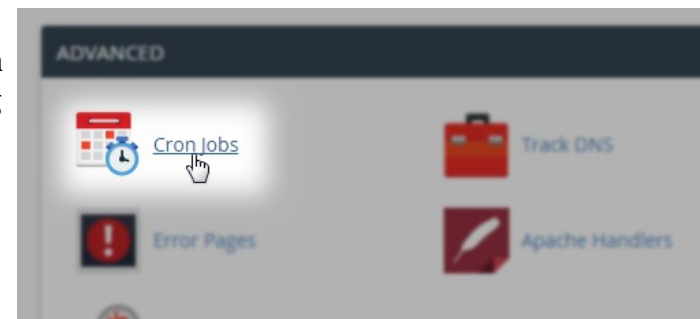 ADVANCED
Cron Jobs
Track DNS
Error Pages
Apache Handlers